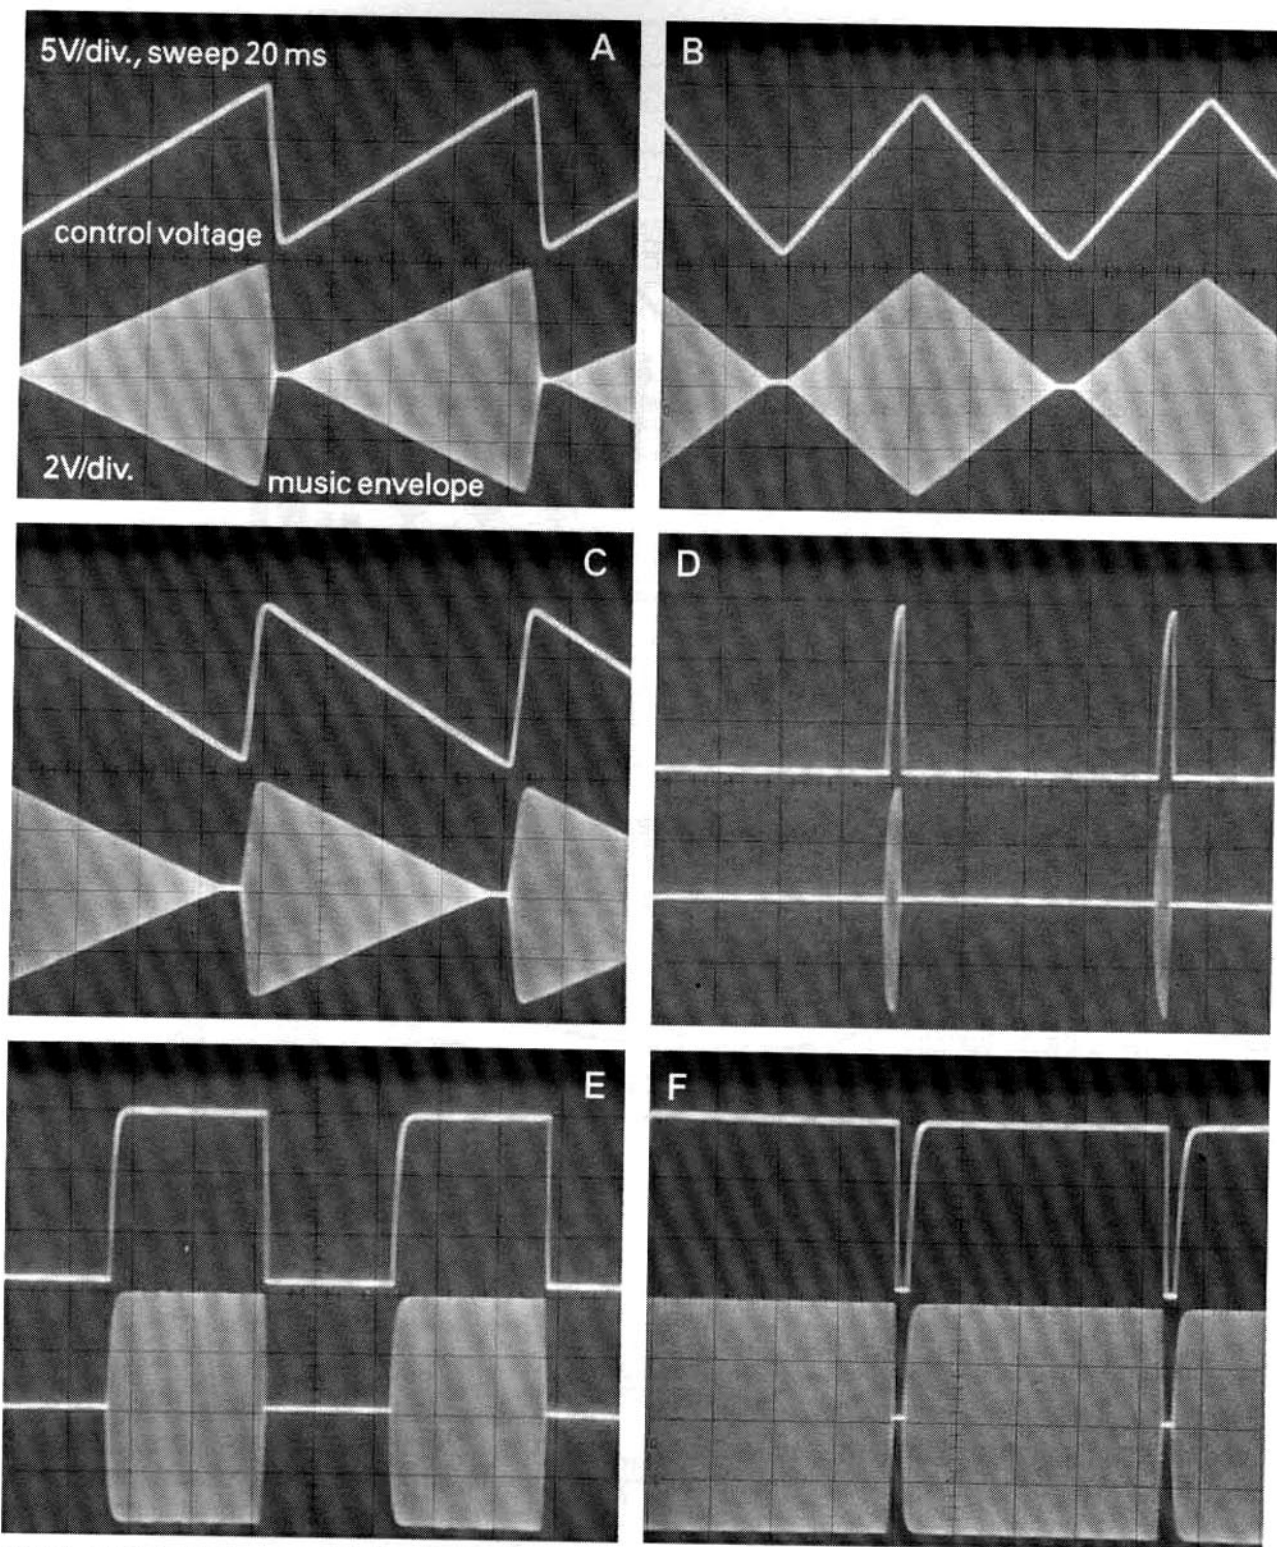 5V/div., sweep 20 ms
A
B
control voltage
2V/div.
music envelope
C
D
E
F